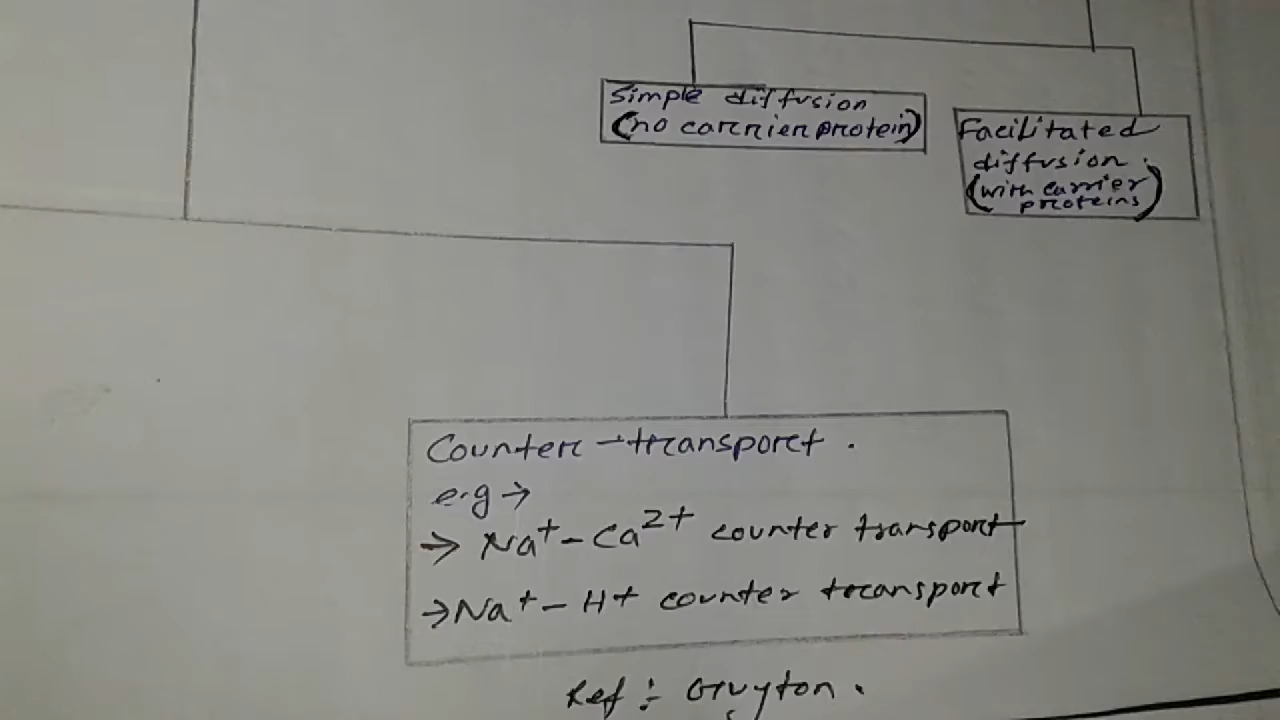 Simple diffusion
(no carrier protein)
Facilitated
diffusion.
(with carrier
proteins)
Counter-transport.
e.g →
→ Na⁺-Ca²⁺ counter transport
→ Na⁺- H⁺ counter transport
Ref:- Guyton.